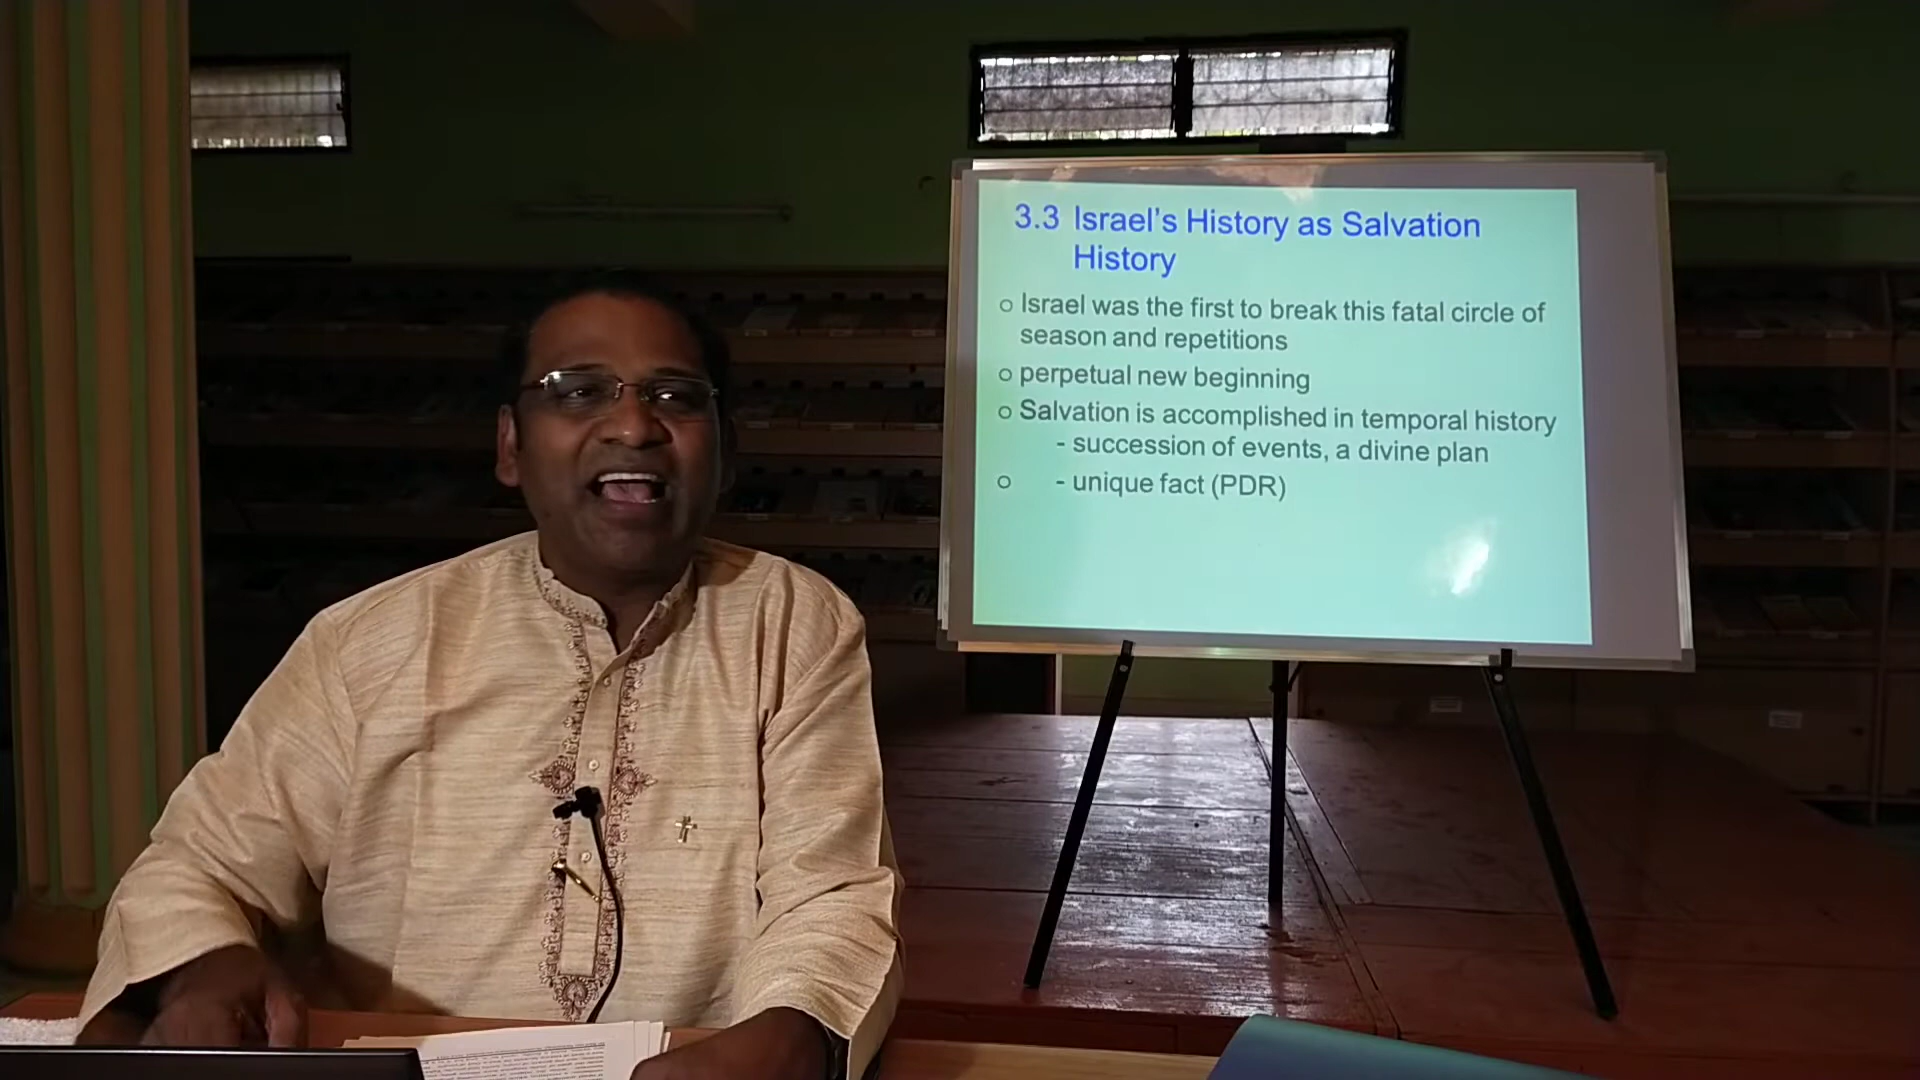 3.3 Israel's History as Salvation
History
○ Israel was the first to break this fatal circle of
season and repetitions
○ perpetual new beginning
○ Salvation is accomplished in temporal history
- succession of events, a divine plan
○ - unique fact (PDR)